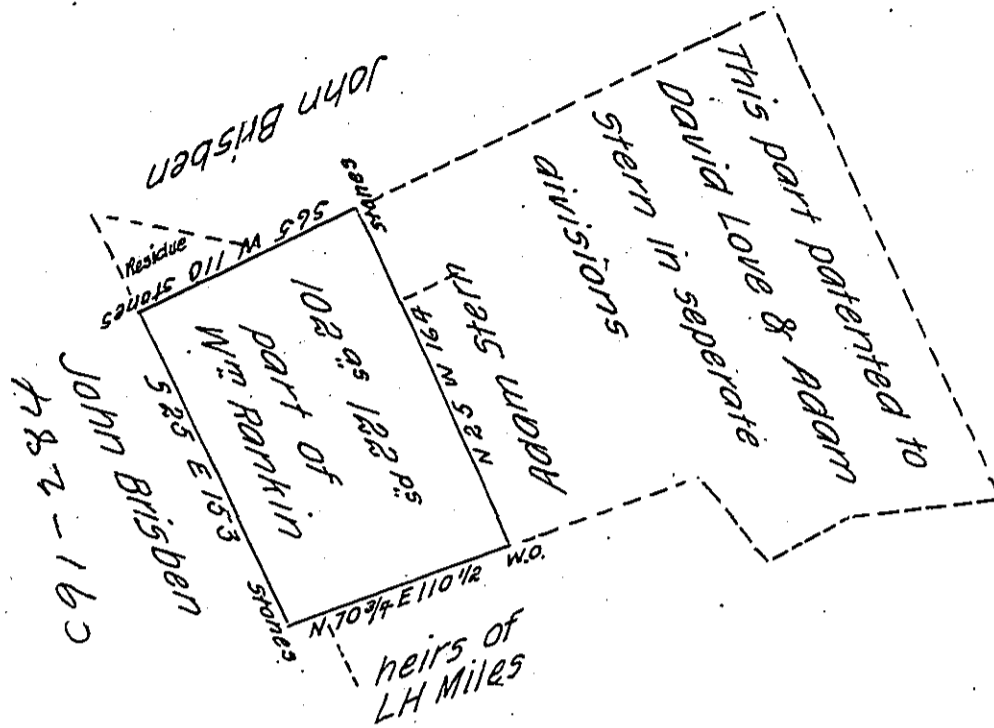 John Brisben
This part patented to
David Love & Adam
Stern in seperate
divisions
Residue
stones
S 65 W 110
stones
102 as 122 ps
part of
Wm Rankin
N 25 W 164
Adam Stern
S 25 E 153
John Brisben
C 61-284
stones
N 70 3/4 E 110 1/2
W.O.
heirs of
LH Miles